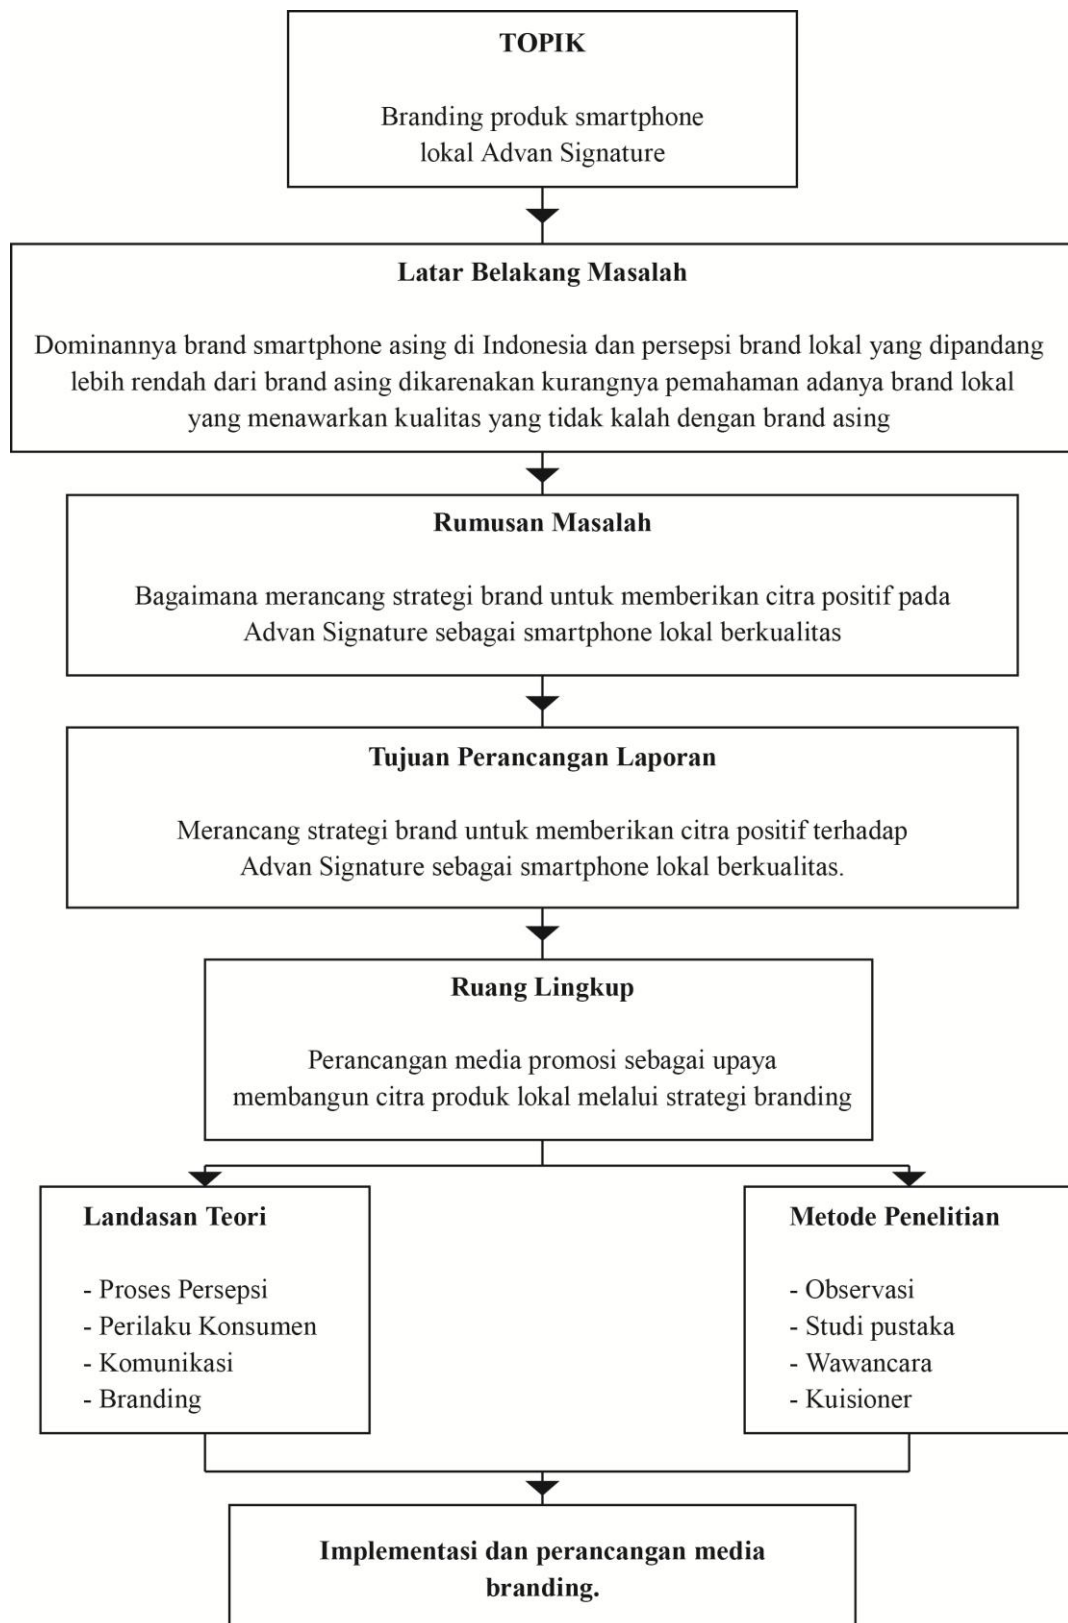 TOPIK
Branding produk smartphone
lokal Advan Signature
Latar Belakang Masalah
Dominannya brand smartphone asing di Indonesia dan persepsi brand lokal yang dipandang
lebih rendah dari brand asing dikarenakan kurangnya pemahaman adanya brand lokal
yang menawarkan kualitas yang tidak kalah dengan brand asing
Rumusan Masalah
Bagaimana merancang strategi brand untuk memberikan citra positif pada
Advan Signature sebagai smartphone lokal berkualitas
Tujuan Perancangan Laporan
Merancang strategi brand untuk memberikan citra positif terhadap
Advan Signature sebagai smartphone lokal berkualitas.
Ruang Lingkup
Perancangan media promosi sebagai upaya
membangun citra produk lokal melalui strategi branding
Landasan Teori
- Proses Persepsi
- Perilaku Konsumen
- Komunikasi
- Branding
Metode Penelitian
- Observasi
- Studi pustaka
- Wawancara
- Kuisioner
Implementasi dan perancangan media
branding.